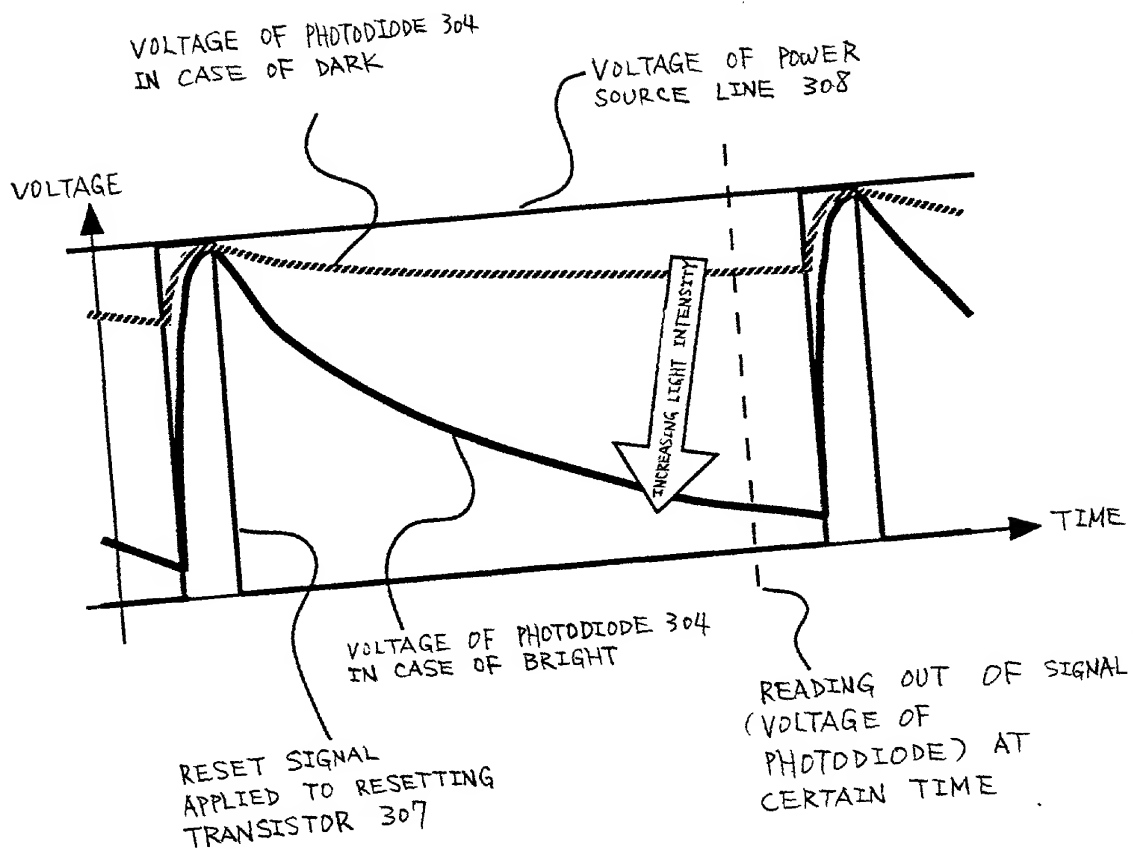 VOLTAGE OF PHOTODIODE 304
IN CASE OF DARK
VOLTAGE OF POWER
SOURCE LINE 308
VOLTAGE
INCREASING LIGHT INTENSITY
TIME
VOLTAGE OF PHOTODIODE 304
IN CASE OF BRIGHT
READING OUT OF SIGNAL
(VOLTAGE OF
PHOTODIODE) AT
CERTAIN TIME
RESET SIGNAL
APPLIED TO RESETTING
TRANSISTOR 307